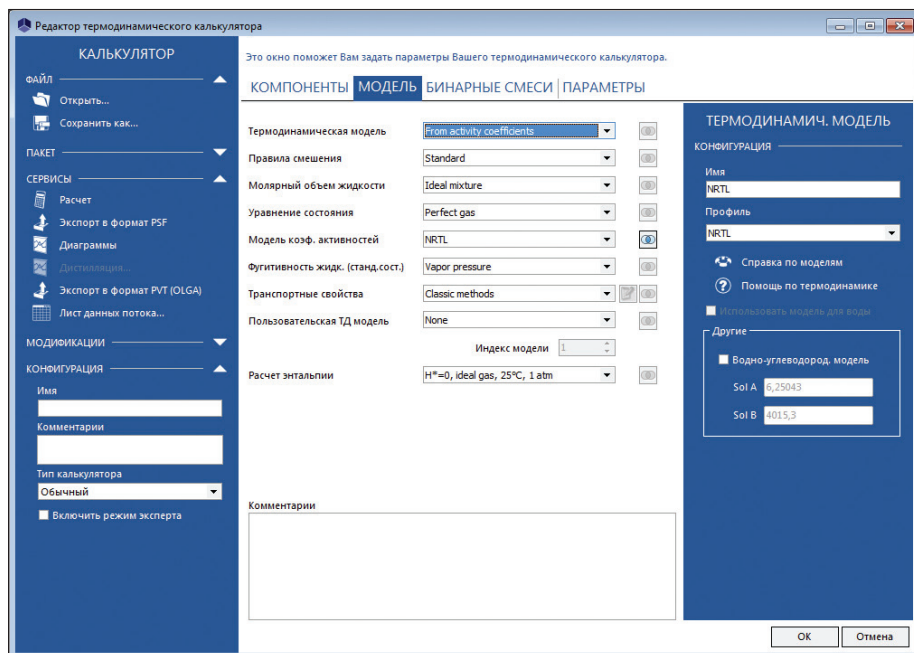 Редактор термодинамического калькулятора
КАЛЬКУЛЯТОР
ФАЙЛ
Открыть...
Сохранить как...
ПАКЕТ
СЕРВИСЫ
Расчет
Экспорт в формат PSF
Диаграммы
Дистилляция...
Экспорт в формат PVT (OLGA)
Лист данных потока...
МОДИФИКАЦИИ
КОНФИГУРАЦИЯ
Имя
Комментарии
Тип калькулятора
Обычный
Включить режим эксперта
Это окно поможет Вам задать параметры Вашего термодинамического калькулятора.
КОМПОНЕНТЫ МОДЕЛЬ БИНАРНЫЕ СМЕСИ ПАРАМЕТРЫ
Термодинамическая модель From activity coefficients
Правила смешения Standard
Молярный объем жидкости Ideal mixture
Уравнение состояния Perfect gas
Модель коэф. активностей NRTL
Фугитивность жидк. (станд.сост.) Vapor pressure
Транспортные свойства Classic methods
Пользовательская ТД модель None
Индекс модели 1
Расчет энтальпии H*=0, ideal gas, 25°C, 1 atm
Комментарии
ТЕРМОДИНАМИЧ. МОДЕЛЬ
КОНФИГУРАЦИЯ
Имя
NRTL
Профиль
NRTL
Справка по моделям
Помощь по термодинамике
Использовать модель для воды
Другие
Водно-углеводород. модель
Sol A 6,25043
Sol B 4015,3
ОК Отмена